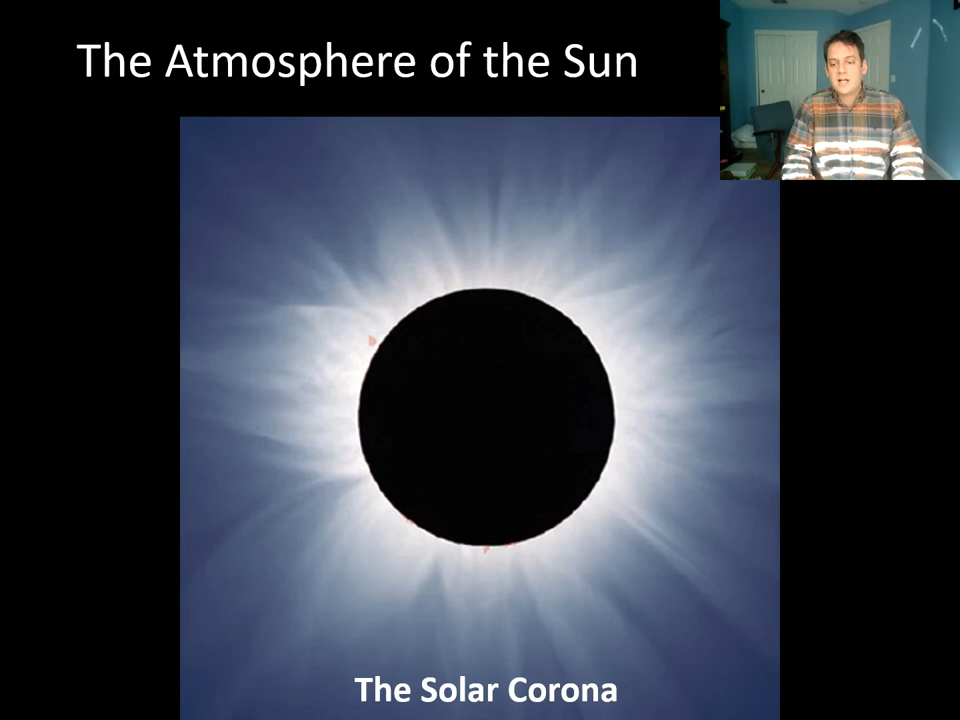 The Atmosphere of the Sun
The Solar Corona